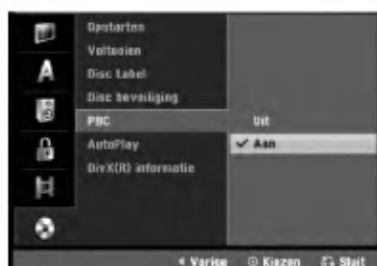 Opstarten
Voltooien
Disc Label
Disc beveiliging
PBC
Uit
AutoPlay
✔ Aan
DivX(R) informatie
Vorige Kiezen Sluit